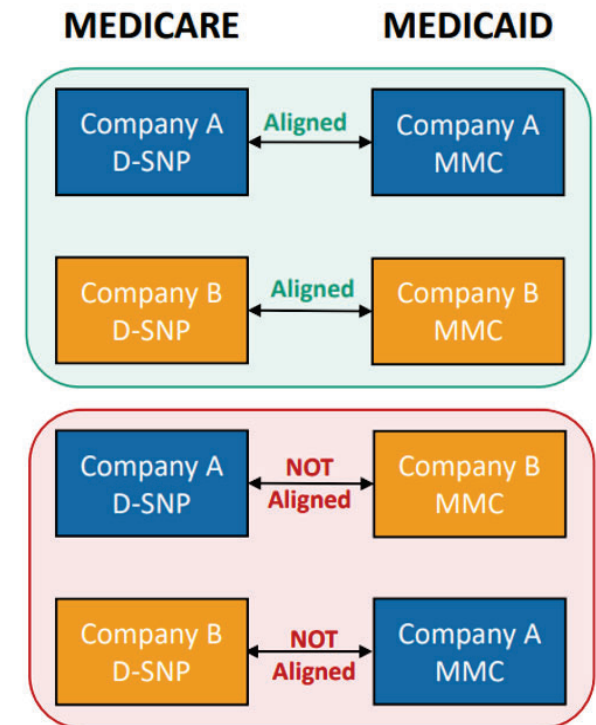 MEDICARE MEDICAID
Company A
D-SNP
Aligned
Company A
MMC
Company B
D-SNP
Aligned
Company B
MMC
Company A
D-SNP
NOT
Aligned
Company B
MMC
Company B
D-SNP
NOT
Aligned
Company A
MMC